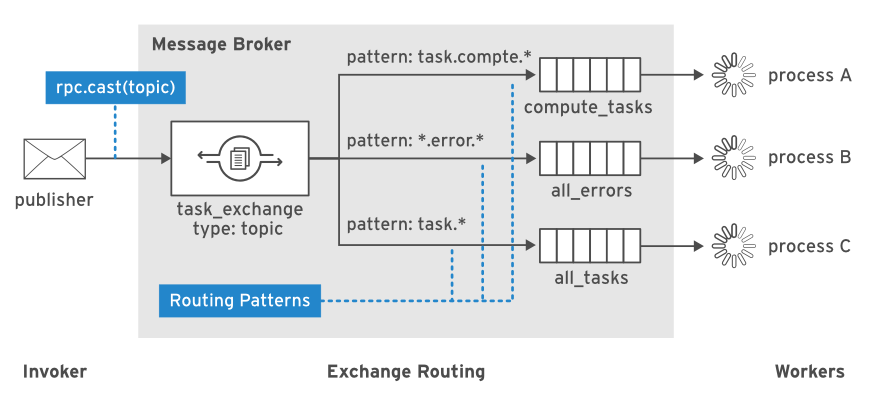 Message Broker
rpc.cast(topic)
pattern: task.compte.*
process A
compute_tasks
pattern: *.error.*
process B
publisher
all_errors
task_exchange
type: topic
pattern: task.*
process C
all_tasks
Routing Patterns
Invoker
Exchange Routing
Workers